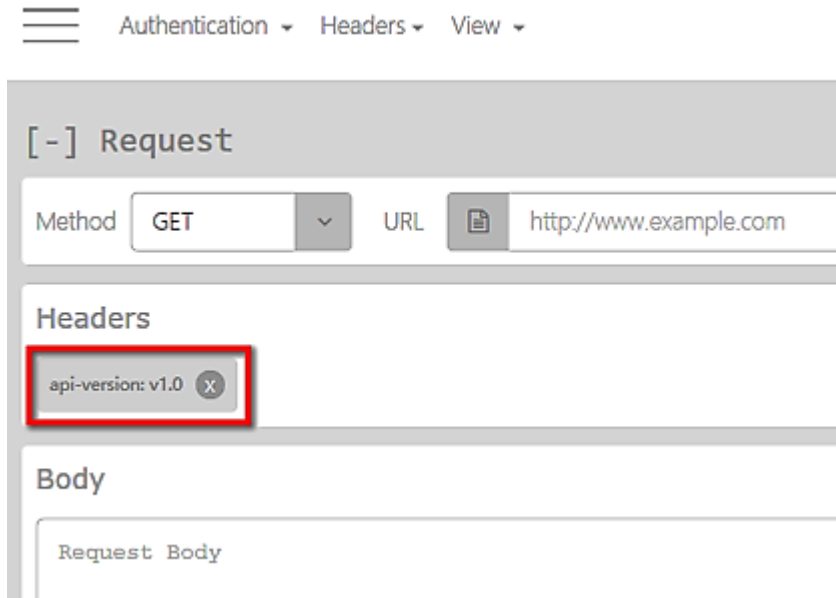 Authentication Headers View
[-] Request
Method GET URL http://www.example.com
Headers
api-version: v1.0 x
Body
Request Body